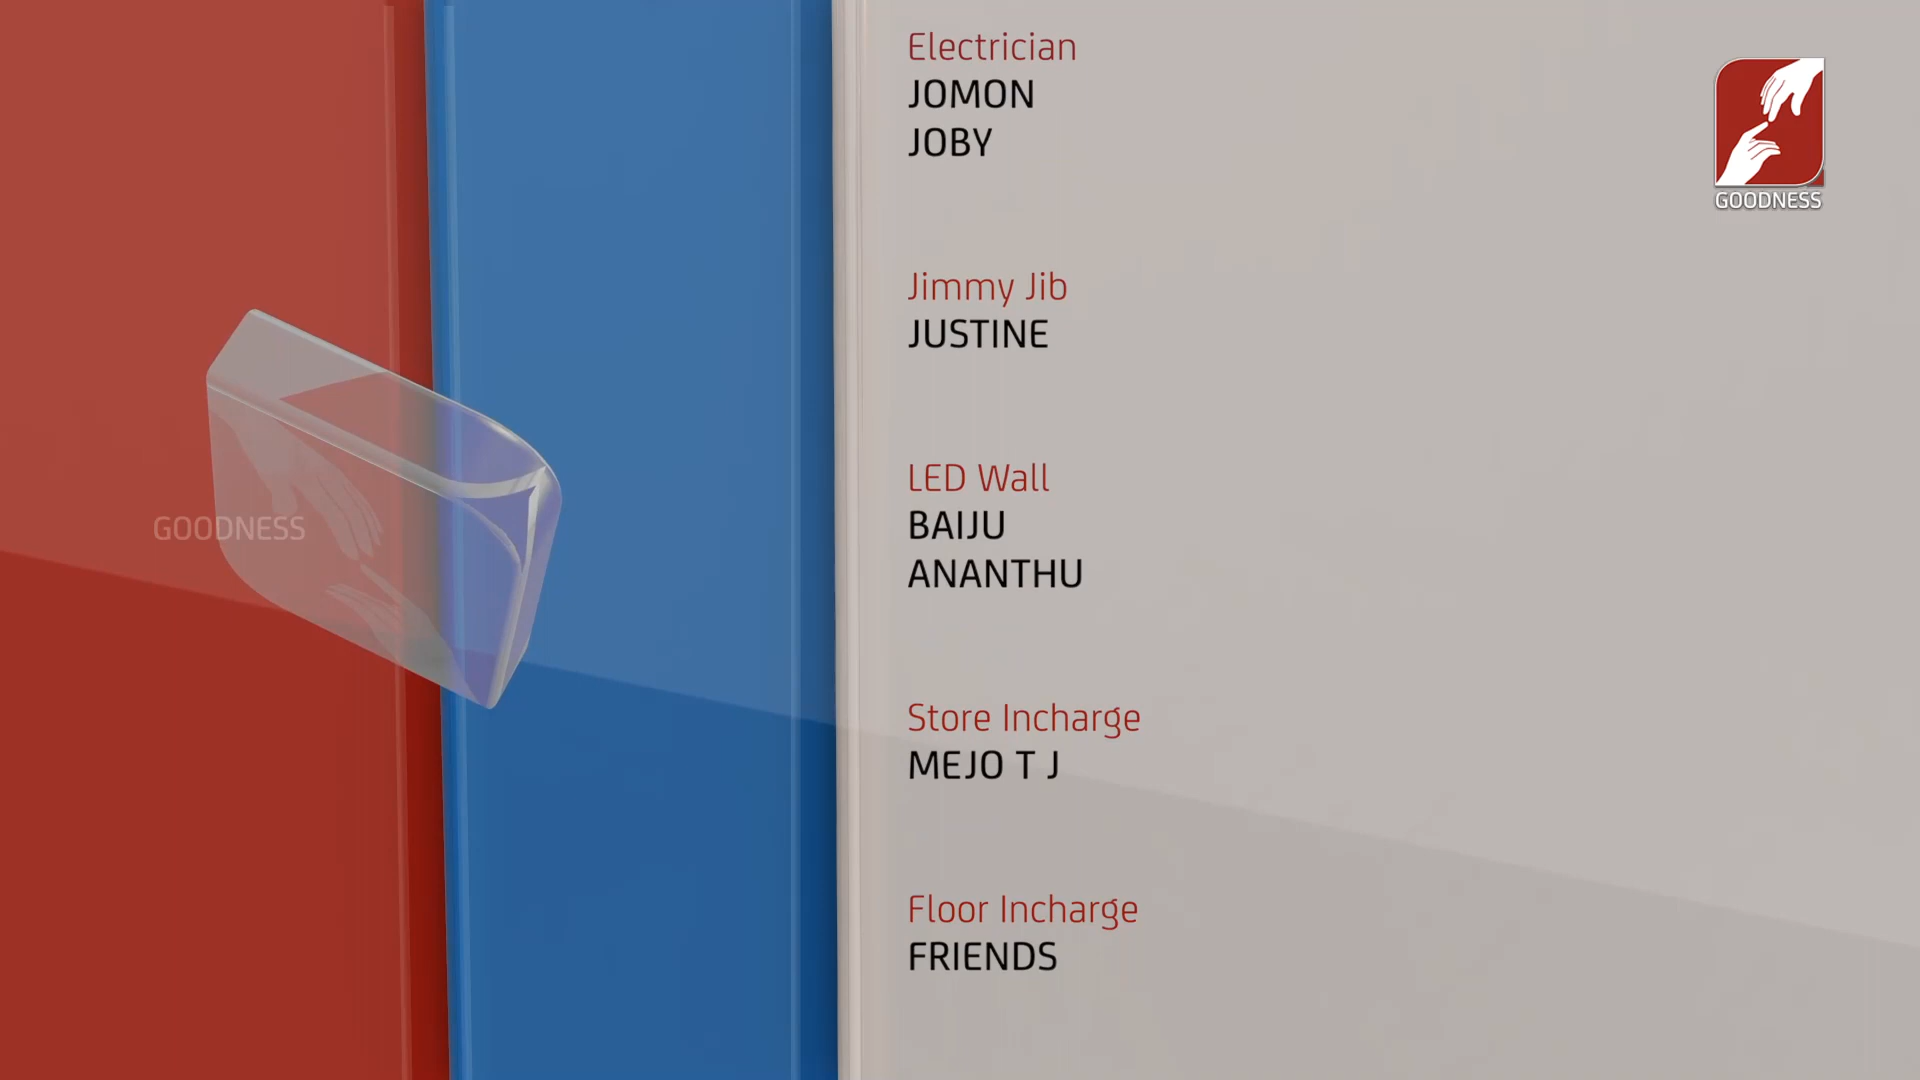 Electrician
JOMON
JOBY
GOODNESS
Jimmy Jib
JUSTINE
LED Wall
BAIJU
ANANTHU
GOODNESS
Store Incharge
MEJO T J
Floor Incharge
FRIENDS